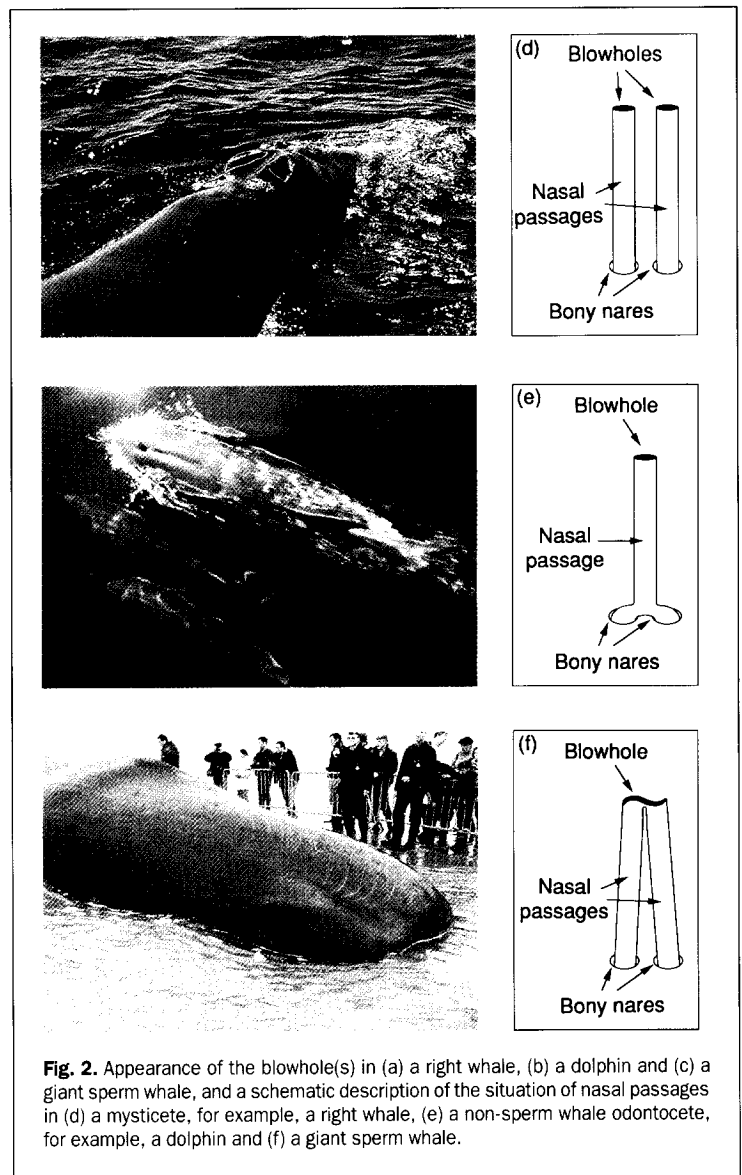 (d)
Blowholes
Nasal
passages
Bony nares
(e)
Blowhole
Nasal
passage
Bony nares
(f)
Blowhole
Nasal
passages
Bony nares
Fig. 2. Appearance of the blowhole(s) in (a) a right whale, (b) a dolphin and (c) a
giant sperm whale, and a schematic description of the situation of nasal passages
in (d) a mysticete, for example, a right whale, (e) a non-sperm whale odontocete,
for example, a dolphin and (f) a giant sperm whale.